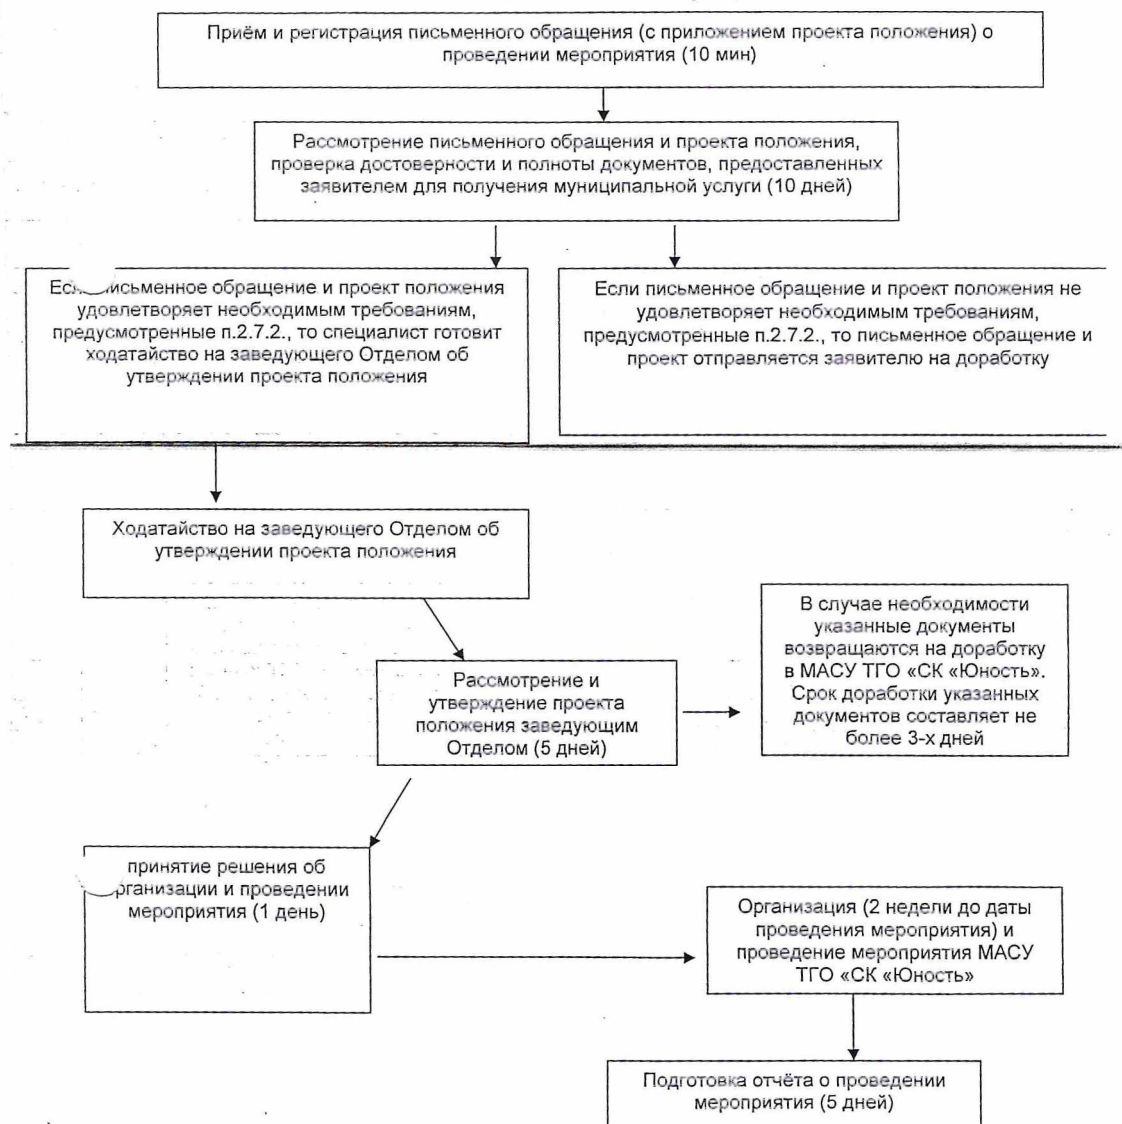 Приём и регистрация письменного обращения (с приложением проекта положения) о
проведении мероприятия (10 мин)
Рассмотрение письменного обращения и проекта положения,
проверка достоверности и полноты документов, предоставленных
заявителем для получения муниципальной услуги (10 дней)
обращение и проект положения
удовлетворяет необходимым требованиям,
предусмотренные п.2.7.2., то специалист готовит
ходатайство на заведующего Отделом об
утверждении проекта положения
Если письменное обращение и проект положения не
удовлетворяет необходимым требованиям,
предусмотренные п.2.7.2., то письменное обращение и
проект отправляется заявителю на доработку
Ходатайство на заведующего Отделом об
утверждении проекта положения
В случае необходимости
указанные документы
возвращаются на доработку
в МАСУ ТГО «СК «Юность».
Срок доработки указанных
документов составляет не
более 3-х дней
Рассмотрение и
утверждение проекта
положения заведующим
Отделом (5 дней)
принятие решения об
и проведении
мероприятия (1 день)
Организация (2 недели до даты
проведения мероприятия) и
проведение мероприятия МАСУ
ТГО «СК «Юность»
Подготовка отчёта о проведении
мероприятия (5 дней)